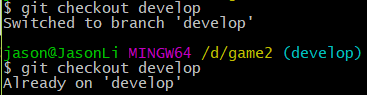 $ git checkout develop
Switched to branch 'develop'
jason@JasonLi MINGW64 /d/game2 (develop)
$ git checkout develop
Already on 'develop'